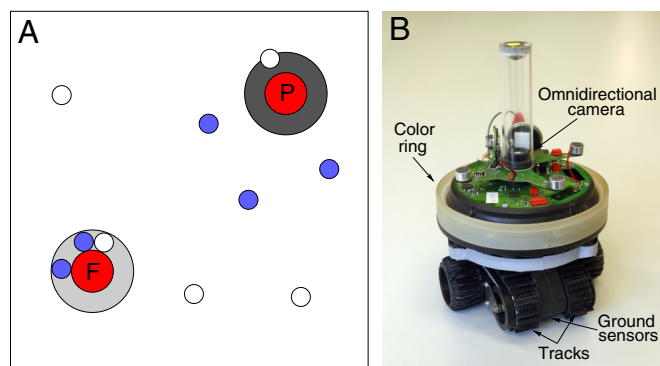 A
P
F
B
Omnidirectional
camera
Color
ring
Ground
sensors
Tracks